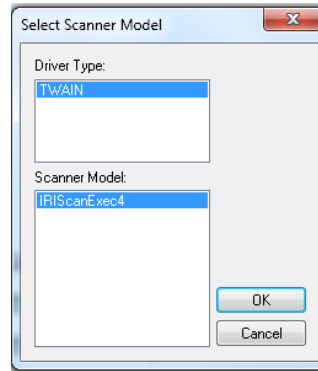 Select Scanner Model
Driver Type:
TWAIN
Scanner Model:
IRIScanExec4
OK
Cancel